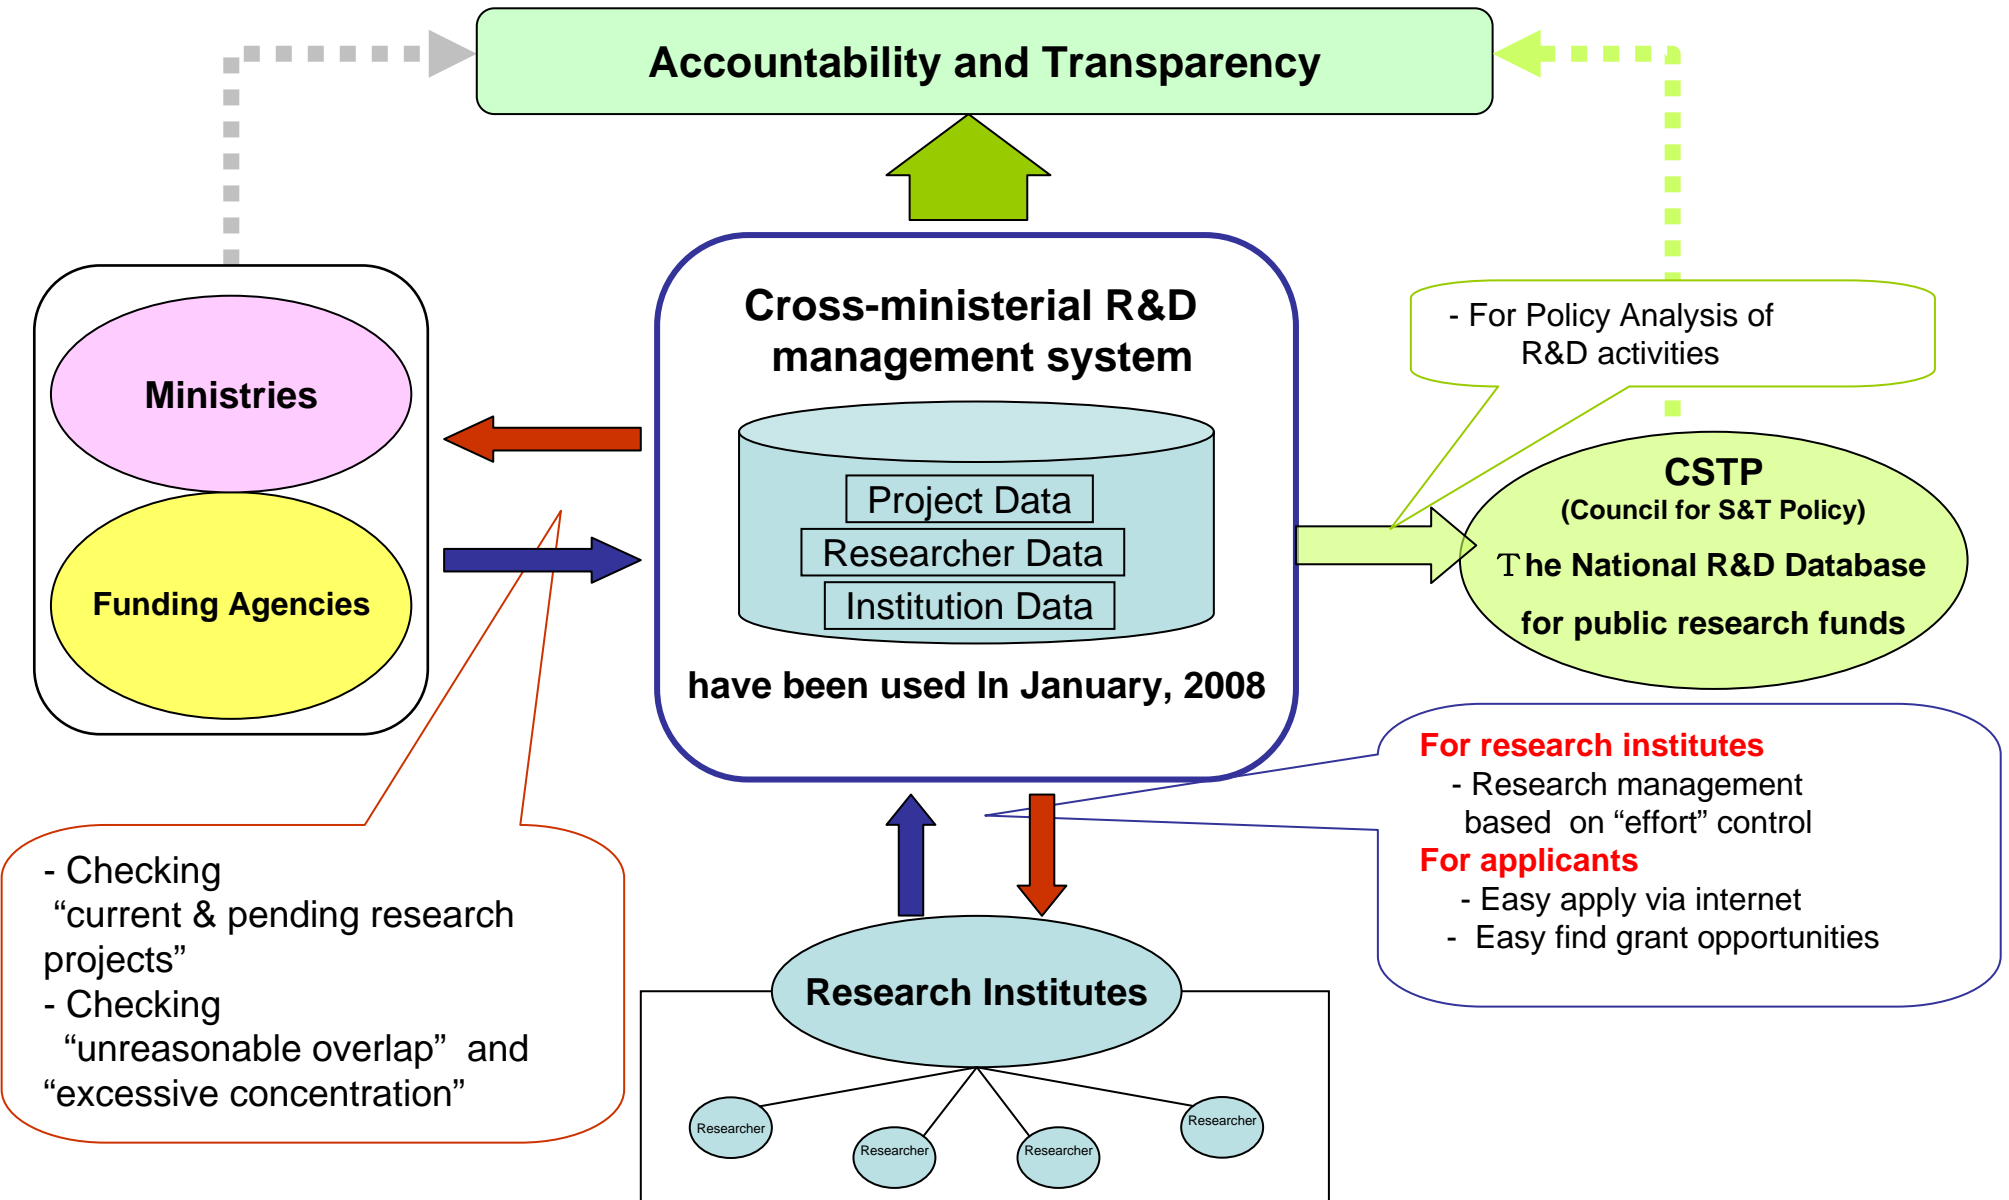 Accountability and Transparency
Cross-ministerial R&D
management system
Project Data
Researcher Data
Institution Data
have been used In January, 2008
Ministries
Funding Agencies
- For Policy Analysis of
R&D activities
CSTP
(Council for S&T Policy)
The National R&D Database
for public research funds
For research institutes
- Research management
based on “effort” control
For applicants
- Easy apply via internet
- Easy find grant opportunities
- Checking
“current & pending research
projects”
- Checking
“unreasonable overlap” and
“excessive concentration”
Research Institutes
Researcher
Researcher
Researcher
Researcher